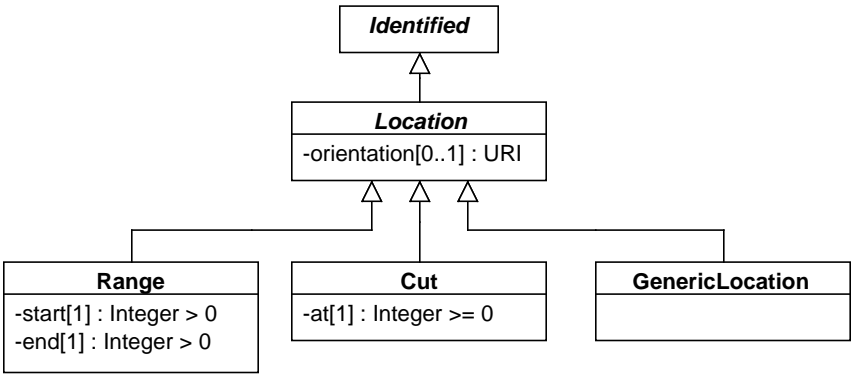 Identified
Location
-orientation[0..1] : URI
Range
-start[1] : Integer > 0
-end[1] : Integer > 0
Cut
-at[1] : Integer >= 0
GenericLocation